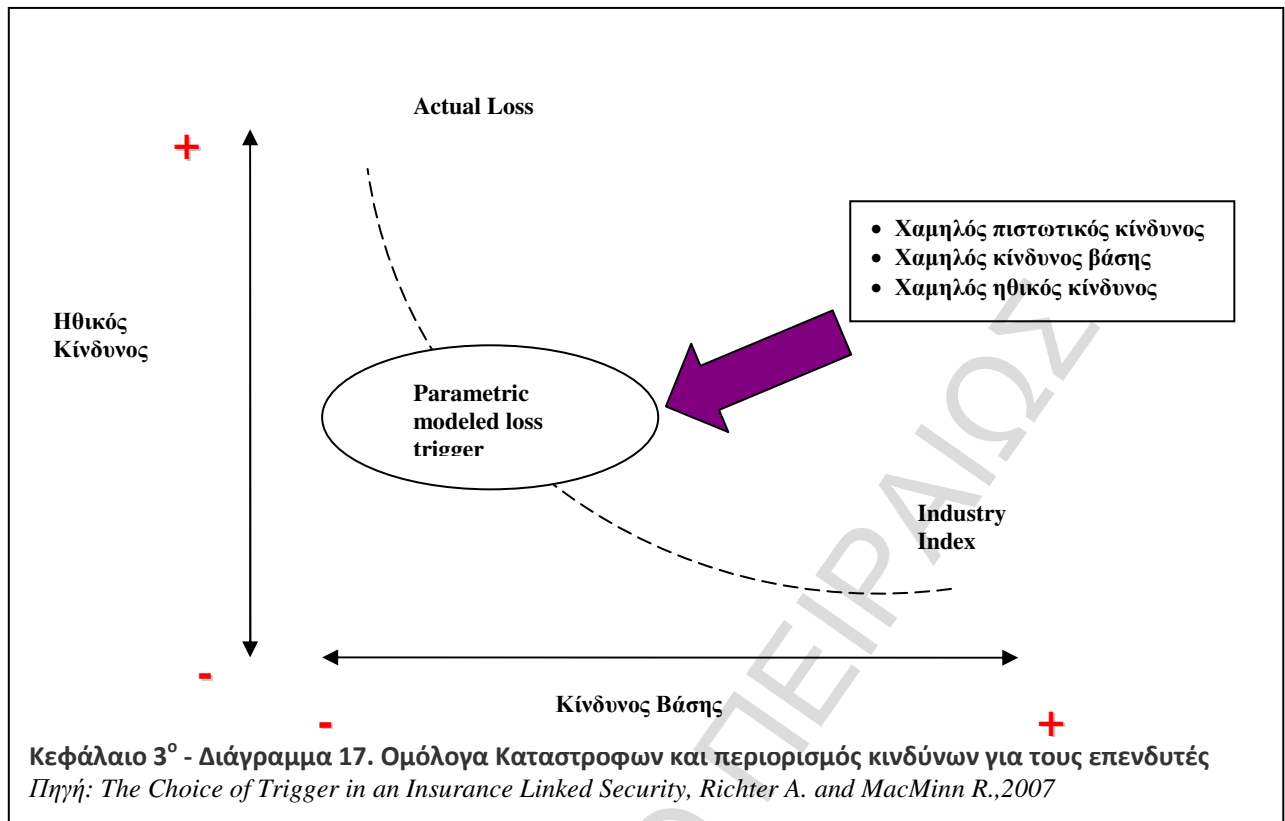 Actual Loss
+
• Χαμηλός πιστωτικός κίνδυνος
• Χαμηλός κίνδυνος βάσης
• Χαμηλός ηθικός κίνδυνος
Ηθικός
Κίνδυνος
Parametric
modeled loss
trigger
Industry
Index
-
Κίνδυνος Βάσης
-
+
Κεφάλαιο 3ο - Διάγραμμα 17. Ομόλογα Καταστροφων και περιορισμός κινδύνων για τους επενδυτές
Πηγή: The Choice of Trigger in an Insurance Linked Security, Richter A. and MacMinn R.,2007
ΠΕΙΡΑΙΩΣ